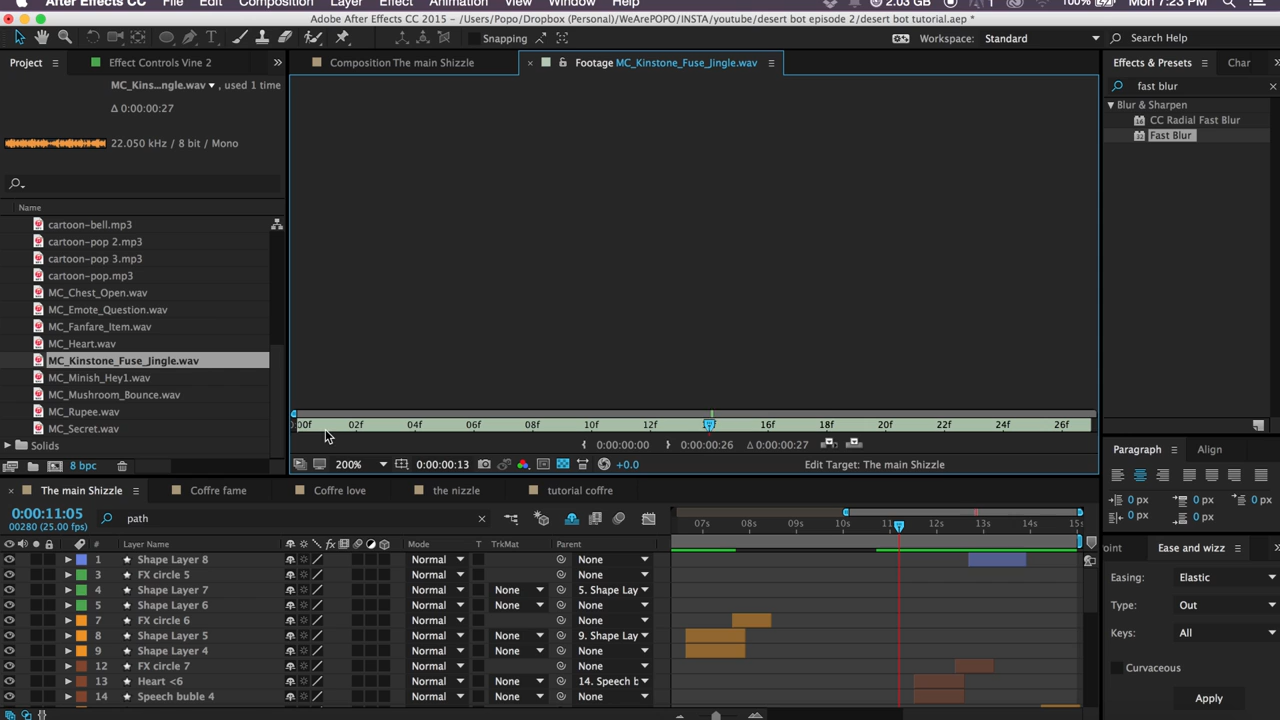 After Effects CC File Edit Composition Layer Effect Animation View Window Help 2.03 GB 1 100% Mon 7:23 PM
Adobe After Effects CC 2015 - /Users/Popo/Dropbox (Personal)/WeArePOPO/INSTA/youtube/desert bot episode 2/desert bot tutorial.aep *
Snapping Workspace: Standard Search Help
Project Effect Controls Vine 2 Composition The main Shizzle × Footage MC_Kinstone_Fuse_Jingle.wav Effects & Presets Char
MC_Kins...ngle.wav , used 1 time
fast blur
Δ 0:00:00:27
Blur & Sharpen
CC Radial Fast Blur
Fast Blur
22.050 kHz / 8 bit / Mono
Name
cartoon-bell.mp3
cartoon-pop 2.mp3
cartoon-pop 3.mp3
cartoon-pop.mp3
MC_Chest_Open.wav
MC_Emote_Question.wav
MC_Fanfare_Item.wav
MC_Heart.wav
MC_Kinstone_Fuse_Jingle.wav
MC_Minish_Hey1.wav
MC_Mushroom_Bounce.wav
MC_Rupee.wav
MC_Secret.wav
Solids
8 bpc
00f 02f 04f 06f 08f 10f 12f 16f 18f 20f 22f 24f 26f
0:00:00:00 0:00:00:26 Δ 0:00:00:27
200% 0:00:00:13 +0.0 Edit Target: The main Shizzle
Paragraph Align
0 px 0 px 0 px
0 px 0 px
× The main Shizzle Coffre fame Coffre love the nizzle tutorial coffre
0:00:11:05
00280 (25.00 fps)
path
07s 08s 09s 10s 11 12s 13s 14s 15s
# Layer Name Mode T TrkMat Parent
1 Shape Layer 8 Normal None
3 FX circle 5 Normal None
4 Shape Layer 7 Normal None 5. Shape Lay
5 Shape Layer 6 Normal None None
7 FX circle 6 Normal None
8 Shape Layer 5 Normal None 9. Shape Lay
9 Shape Layer 4 Normal None None
12 FX circle 7 Normal None
13 Heart <6 Normal None 14. Speech b
14 Speech buble 4 Normal None None
oint Ease and wizz
Easing: Elastic
Type: Out
Keys: All
Curvaceous
Apply